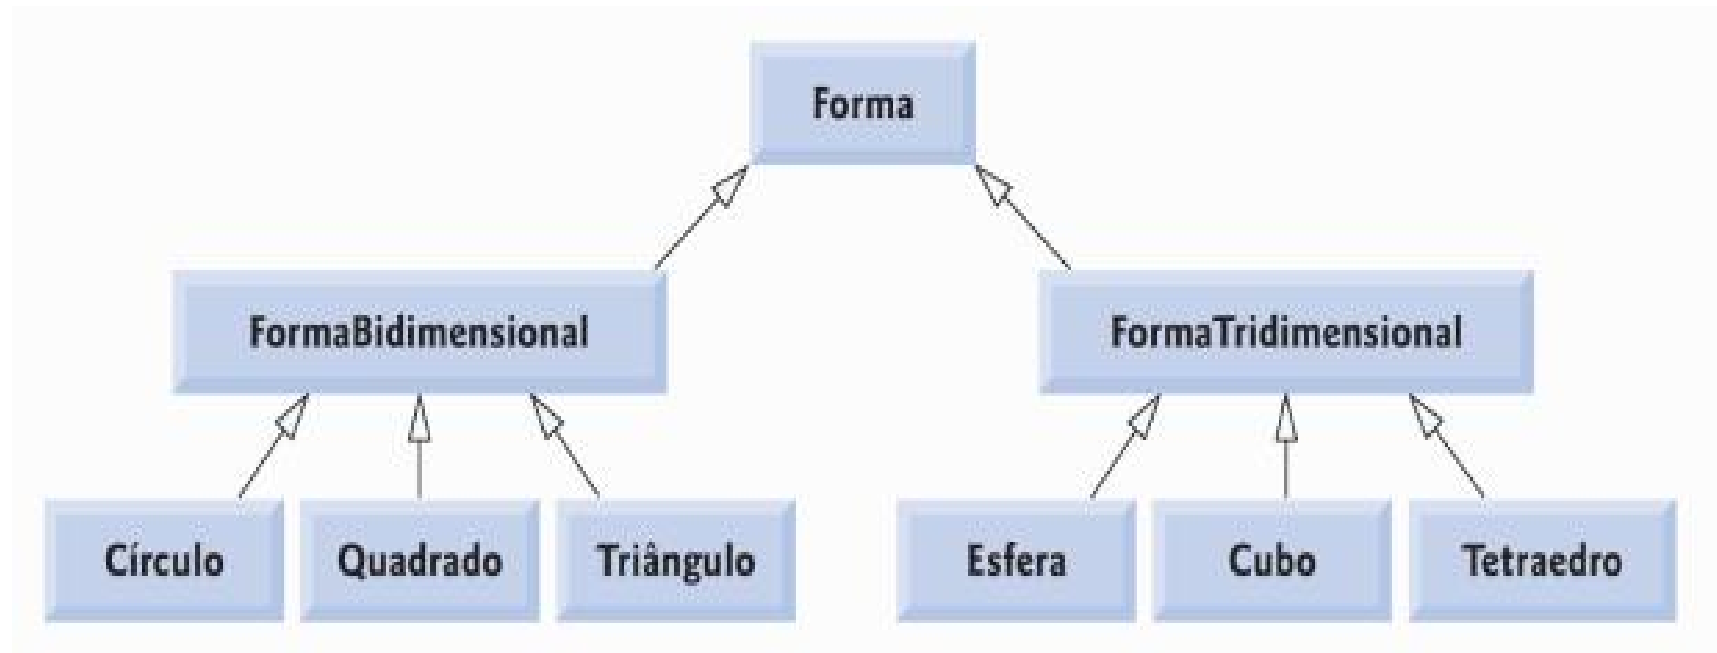 Forma
FormaBidimensional
FormaTridimensional
Círculo
Quadrado
Triângulo
Esfera
Cubo
Tetraedro